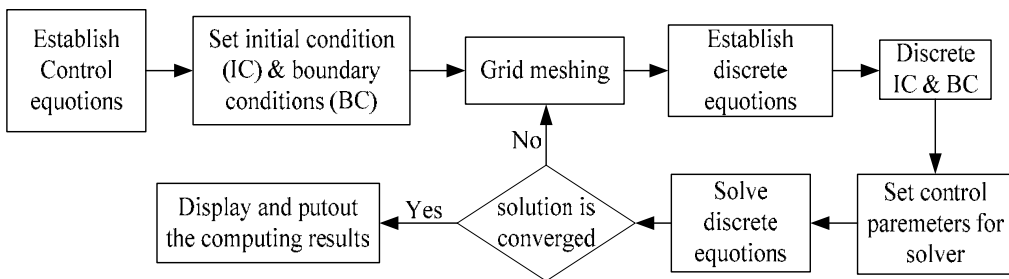 Establish
Control
equotions
Set initial condition
(IC) & boundary
conditions (BC)
Grid meshing
Establish
discrete
equotions
Discrete
IC & BC
Set control
paremeters for
solver
Solve
discrete
equotions
solution is
converged
No
Yes
Display and putout
the computing results